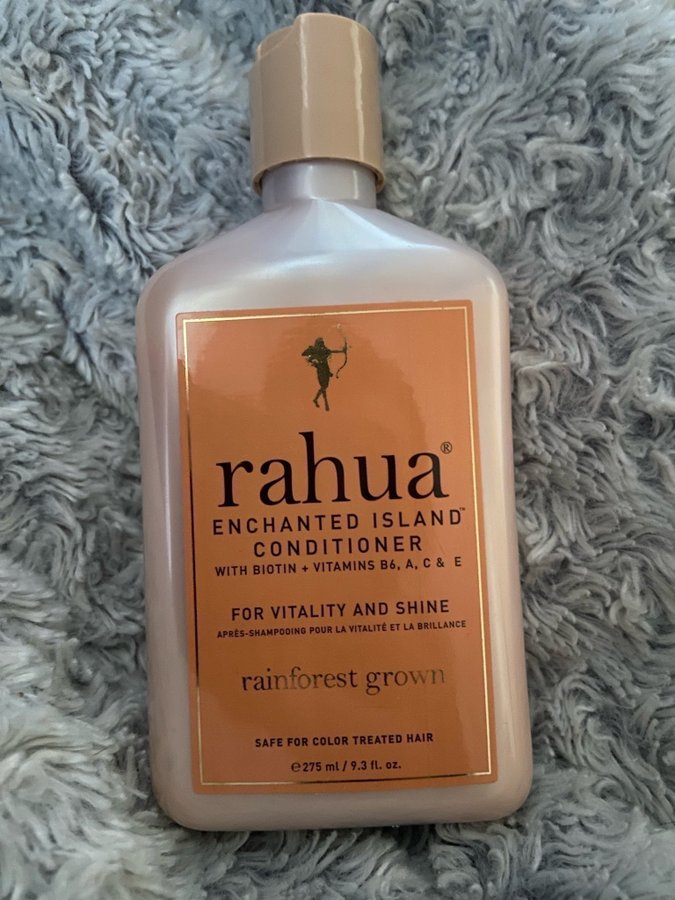 rahua®
ENCHANTED ISLAND™
CONDITIONER
WITH BIOTIN + VITAMINS B6, A, C & E
FOR VITALITY AND SHINE
APRÈS-SHAMPOOING POUR LA VITALITÉ ET LA BRILLANCE
rainforest grown
SAFE FOR COLOR TREATED HAIR
℮275 ml / 9.3 fl. oz.